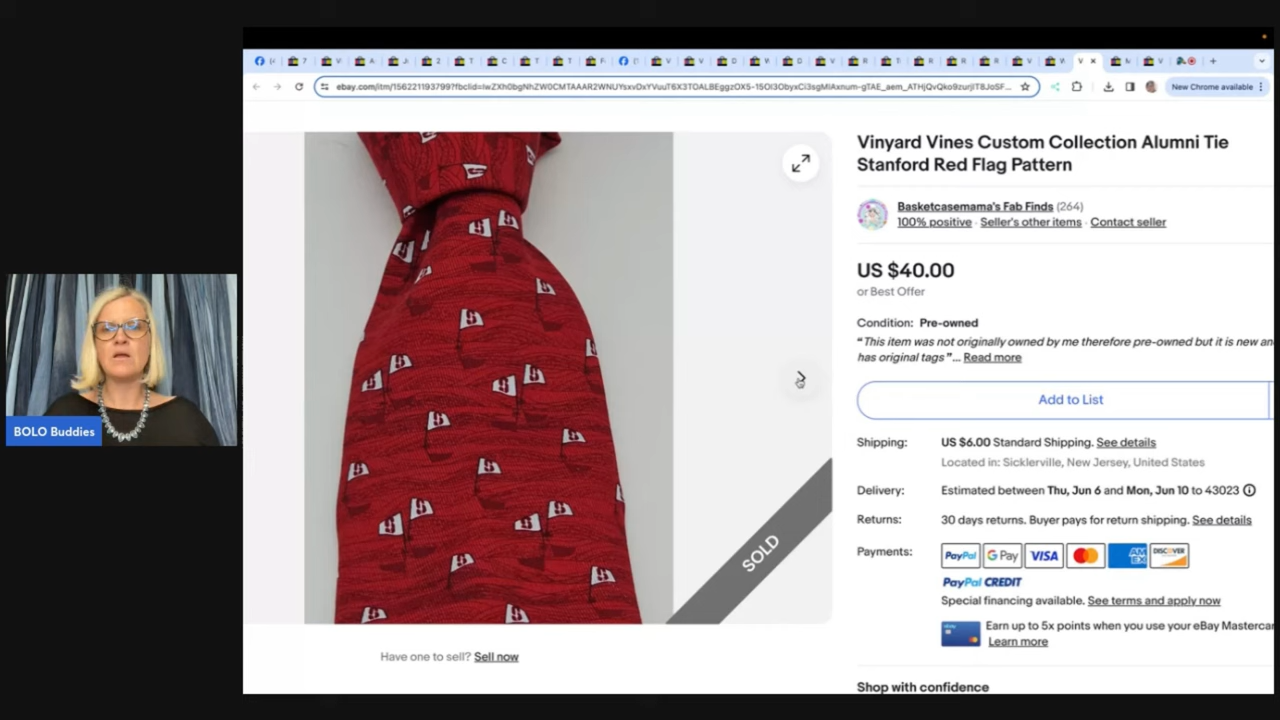 New Chrome available
Vinyard Vines Custom Collection Alumni Tie
Stanford Red Flag Pattern
Basketcasemama's Fab Finds (264)
100% positive · Seller's other items · Contact seller
US $40.00
or Best Offer
Condition: Pre-owned
“This item was not originally owned by me therefore pre-owned but it is new an
has original tags”... Read more
Add to List
Shipping: US $6.00 Standard Shipping. See details
Located in: Sicklerville, New Jersey, United States
Delivery: Estimated between Thu, Jun 6 and Mon, Jun 10 to 43023
Returns: 30 days returns. Buyer pays for return shipping. See details
Payments: PayPal G Pay VISA AM EX DISCOVER
PayPal CREDIT
Special financing available. See terms and apply now
Earn up to 5x points when you use your eBay Mastercar
Learn more
Shop with confidence
SOLD
Have one to sell? Sell now
BOLO Buddies